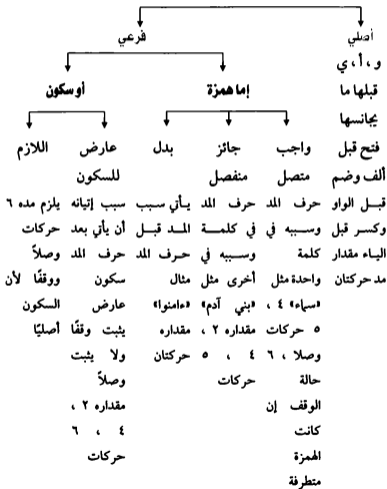 أصلي
فرعي
و ، أ ، ي
قبلها ما
يجانسها
فتح قبل
ألف وضم
قبل الواو
وكسر قبل
الياء مقدار
مد حركتان
إما همزة
أو سكون
واجب
متصل
حرف المد
وسببه في
كلمة
واحدة مثل
«سماء» ٤ ،
٥ حركات
وصلا ، ٦
حالة
الوقف إن
كانت
الهمزة
متطرفة
جائز
منفصل
حرف المد
في كلمة
وسببه في
أخرى مثل
«بني آدم»
مقداره ٢ ،
٤ ، ٥
حركات
بدل
يأتي سبب
المد قبل
حرف المد
مثال
«ءامنوا»
مقداره
حركتان
عارض
للسكون
سبب إتيانه
أن يأتي بعد
حرف المد
سكون
عارض
يثبت وقفًا
ولا يثبت
وصلاً
مقداره ٢ ،
٤ ، ٦
حركات
اللازم
يلزم مده ٦
حركات
وصلاً
ووقفًا لأن
السكون
أصليًا